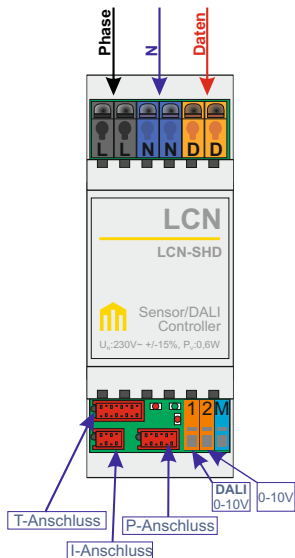 Phase
N
Daten
L L N N D D
LCN
LCN-SHD
Sensor/DALI
Controller
Uₙ:230V~ +/-15%, Pᵥ:0,6W
1 2 M
DALI
0-10V
0-10V
T-Anschluss
P-Anschluss
I-Anschluss